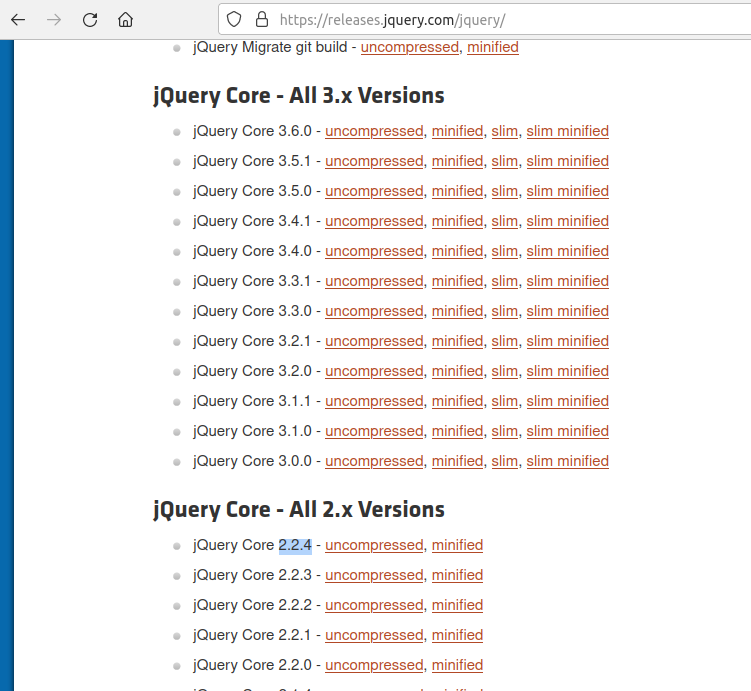 https://releases.jquery.com/jquery/
jQuery Migrate git build - uncompressed, minified
jQuery Core - All 3.x Versions
jQuery Core 3.6.0 - uncompressed, minified, slim, slim minified
jQuery Core 3.5.1 - uncompressed, minified, slim, slim minified
jQuery Core 3.5.0 - uncompressed, minified, slim, slim minified
jQuery Core 3.4.1 - uncompressed, minified, slim, slim minified
jQuery Core 3.4.0 - uncompressed, minified, slim, slim minified
jQuery Core 3.3.1 - uncompressed, minified, slim, slim minified
jQuery Core 3.3.0 - uncompressed, minified, slim, slim minified
jQuery Core 3.2.1 - uncompressed, minified, slim, slim minified
jQuery Core 3.2.0 - uncompressed, minified, slim, slim minified
jQuery Core 3.1.1 - uncompressed, minified, slim, slim minified
jQuery Core 3.1.0 - uncompressed, minified, slim, slim minified
jQuery Core 3.0.0 - uncompressed, minified, slim, slim minified
jQuery Core - All 2.x Versions
jQuery Core 2.2.4 - uncompressed, minified
jQuery Core 2.2.3 - uncompressed, minified
jQuery Core 2.2.2 - uncompressed, minified
jQuery Core 2.2.1 - uncompressed, minified
jQuery Core 2.2.0 - uncompressed, minified